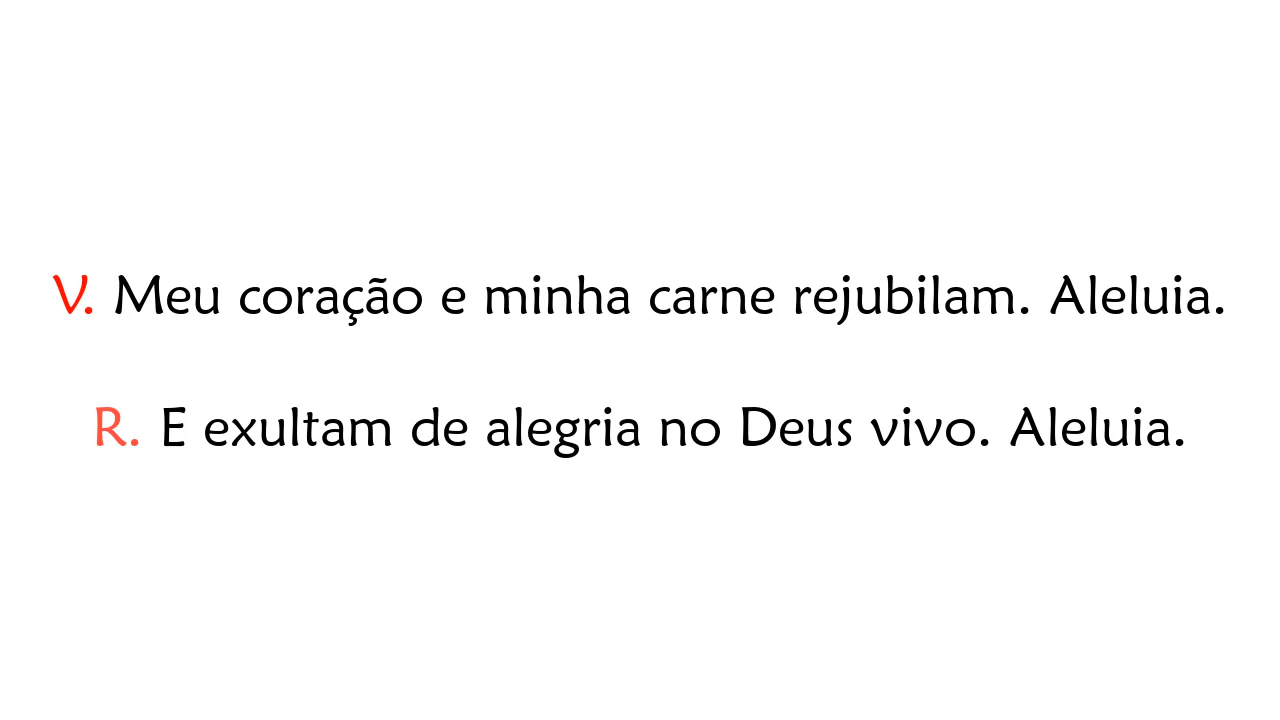 V. Meu coração e minha carne rejubilam. Aleluia.
R. E exultam de alegria no Deus vivo. Aleluia.